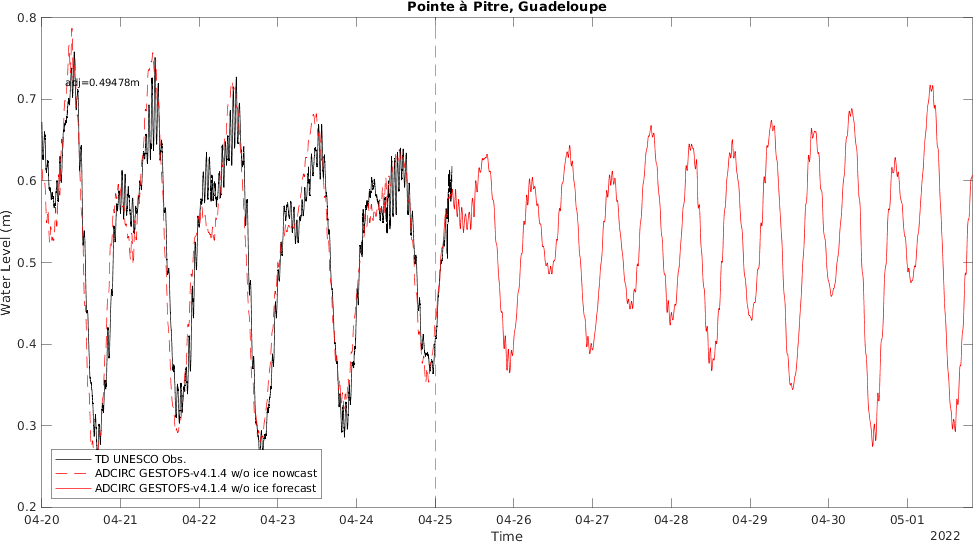 Pointe à Pitre, Guadeloupe
0.8
0.7
0.6
0.5
0.4
0.3
0.2
Water Level (m)
adj=0.49478m
TD UNESCO Obs.
ADCIRC GESTOFS-v4.1.4 w/o ice nowcast
ADCIRC GESTOFS-v4.1.4 w/o ice forecast
04-20 04-21 04-22 04-23 04-24 04-25 04-26 04-27 04-28 04-29 04-30 05-01
Time
2022